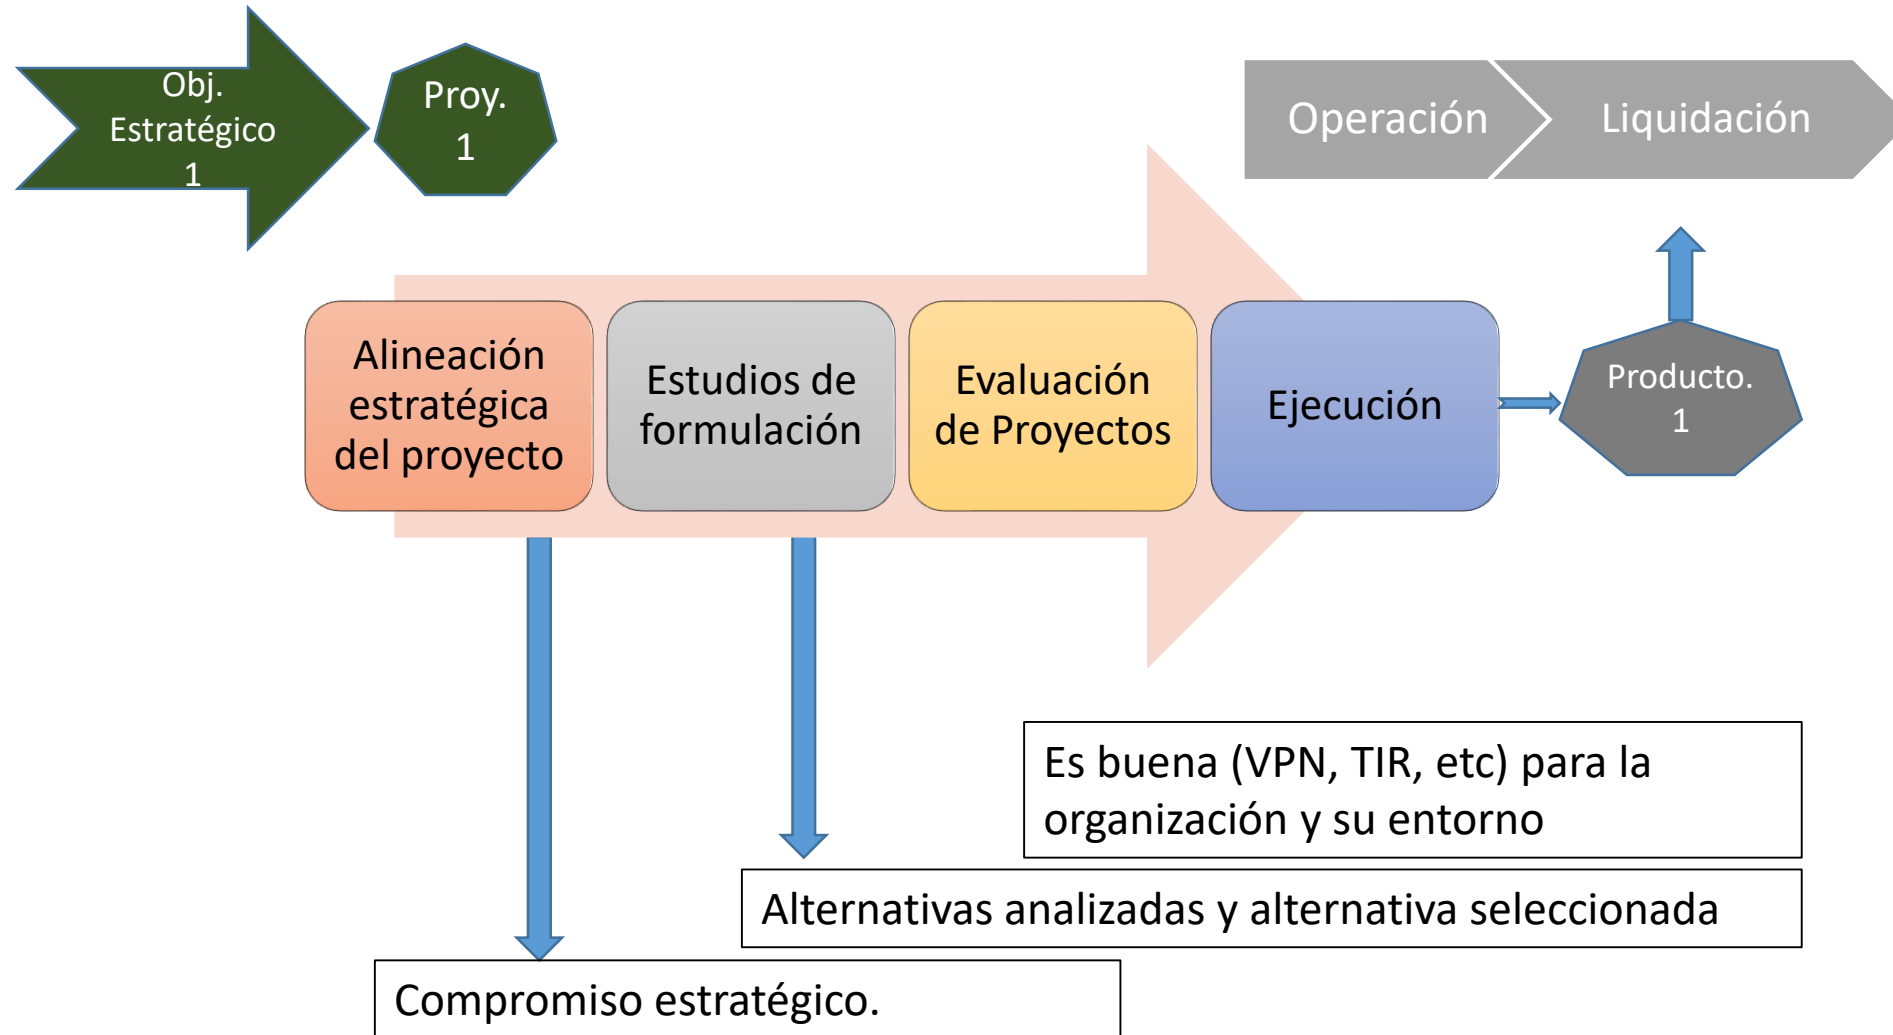 Obj.
Estratégico
1
Proy.
1
Operación
Liquidación
Alineación
estratégica
del proyecto
Estudios de
formulación
Evaluación
de Proyectos
Ejecución
Producto.
1
Es buena (VPN, TIR, etc) para la
organización y su entorno
Alternativas analizadas y alternativa seleccionada
Compromiso estratégico.